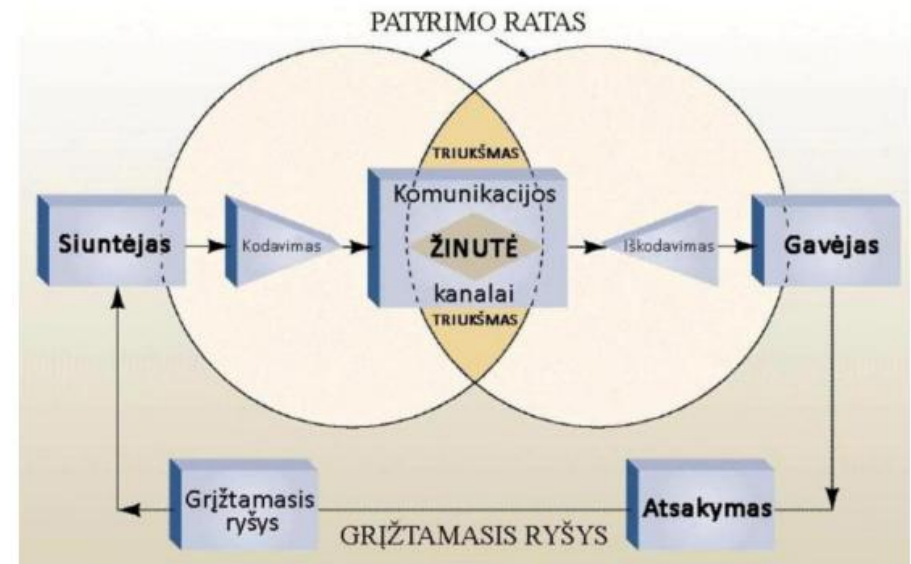 PATYRIMO RATAS
TRIUKŠMAS
Komunikacijos
Siuntėjas
Kodavimas
ŽINUTĖ
Iškodavimas
Gavėjas
kanalai
TRIUKŠMAS
Grįžtamasis
ryšys
Atsakymas
GRĮŽTAMASIS RYŠYS